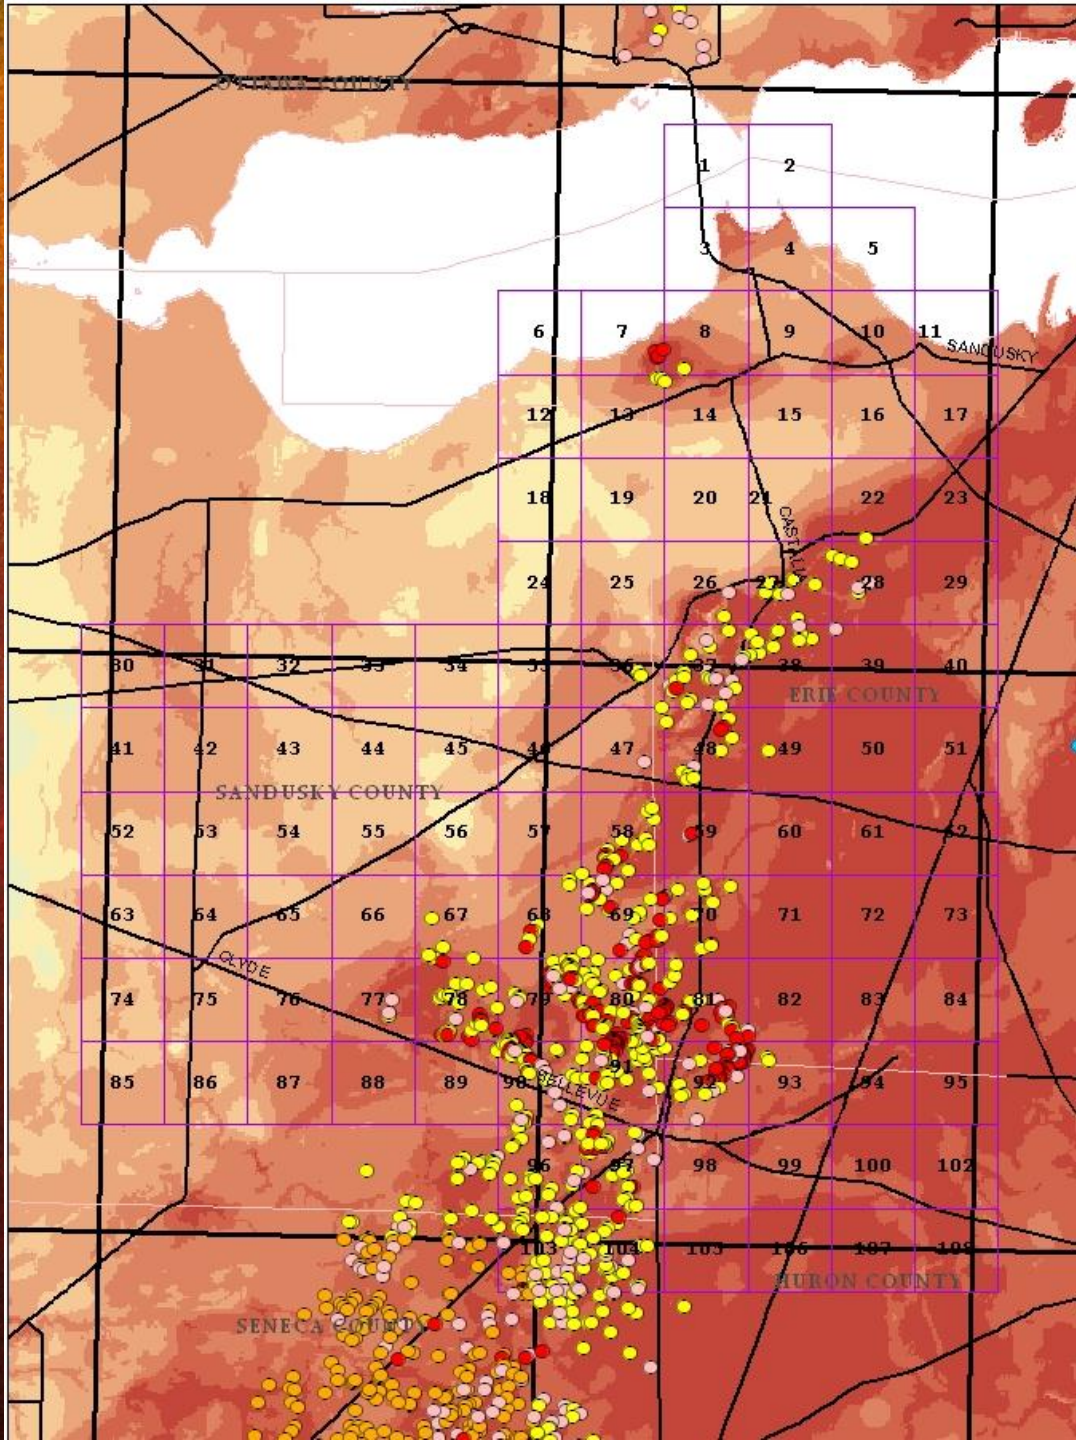 OTTAWA COUNTY
1 2
3 4 5
6 7 8 9 10 11
SANDUSKY
12 13 14 15 16 17
18 19 20 21 22 23
CASTALIA
24 25 26 27 28 29
30 31 32 33 34 35 36 37 38 39 40
ERIE COUNTY
41 42 43 44 45 46 47 48 49 50 51
SANDUSKY COUNTY
52 53 54 55 56 57 58 59 60 61 62
63 64 65 66 67 68 69 70 71 72 73
CLYDE
74 75 76 77 78 79 80 81 82 83 84
85 86 87 88 89 90 91 92 93 94 95
BELLEVUE
96 97 98 99 100 102
103 104 105 106 107 108
HURON COUNTY
SENECA COUNTY